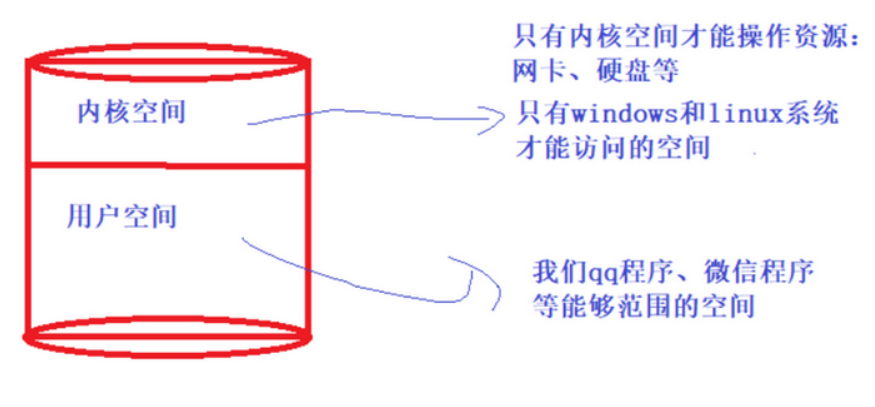 只有内核空间才能操作资源：
网卡、硬盘等
内核空间
只有windows和linux系统
才能访问的空间
用户空间
我们qq程序、微信程序
等能够范围的空间